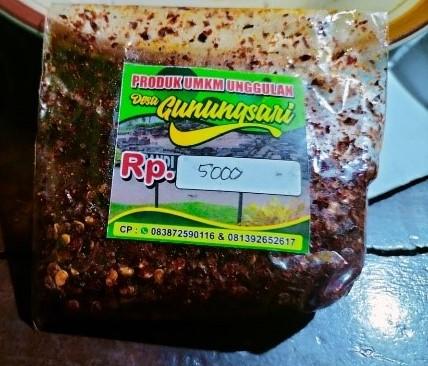 PRODUK UMKM UNGGULAN
Desa Gunungsari
Rp. 5000 -
CP : 083872590116 & 081392652617